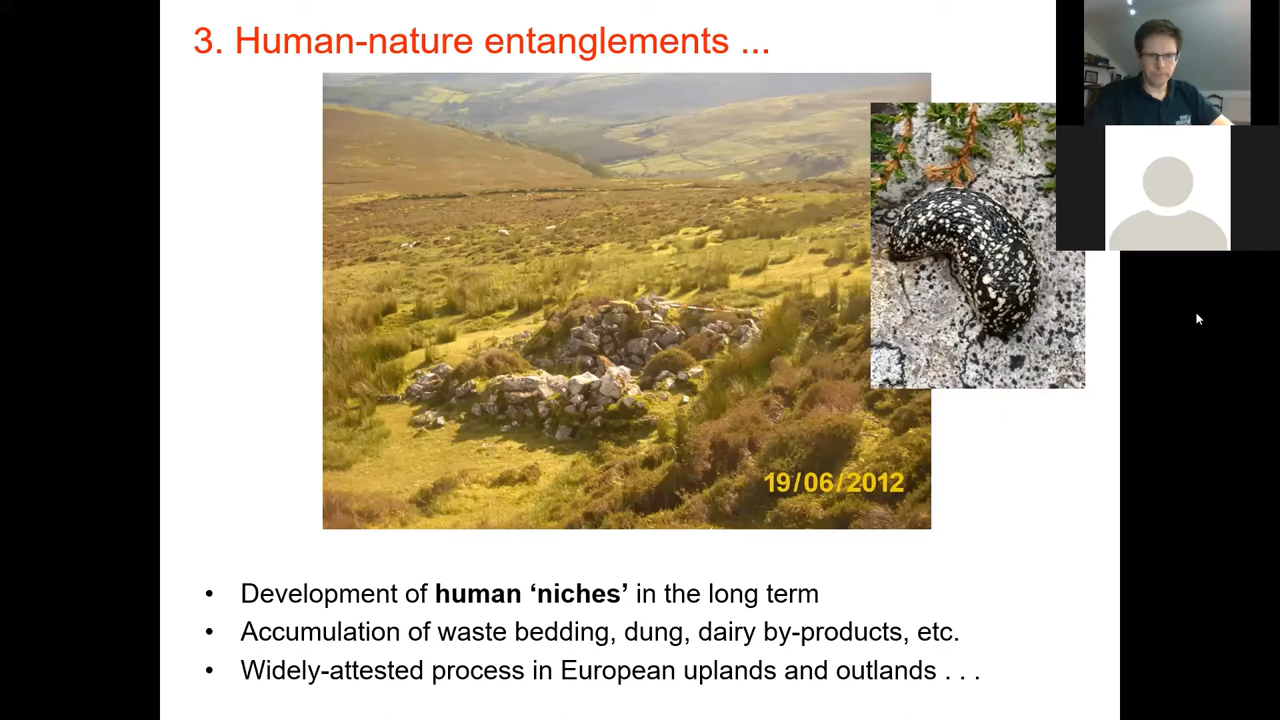 3. Human-nature entanglements ...
19/06/2012
• Development of human ‘niches’ in the long term
• Accumulation of waste bedding, dung, dairy by-products, etc.
• Widely-attested process in European uplands and outlands . . .